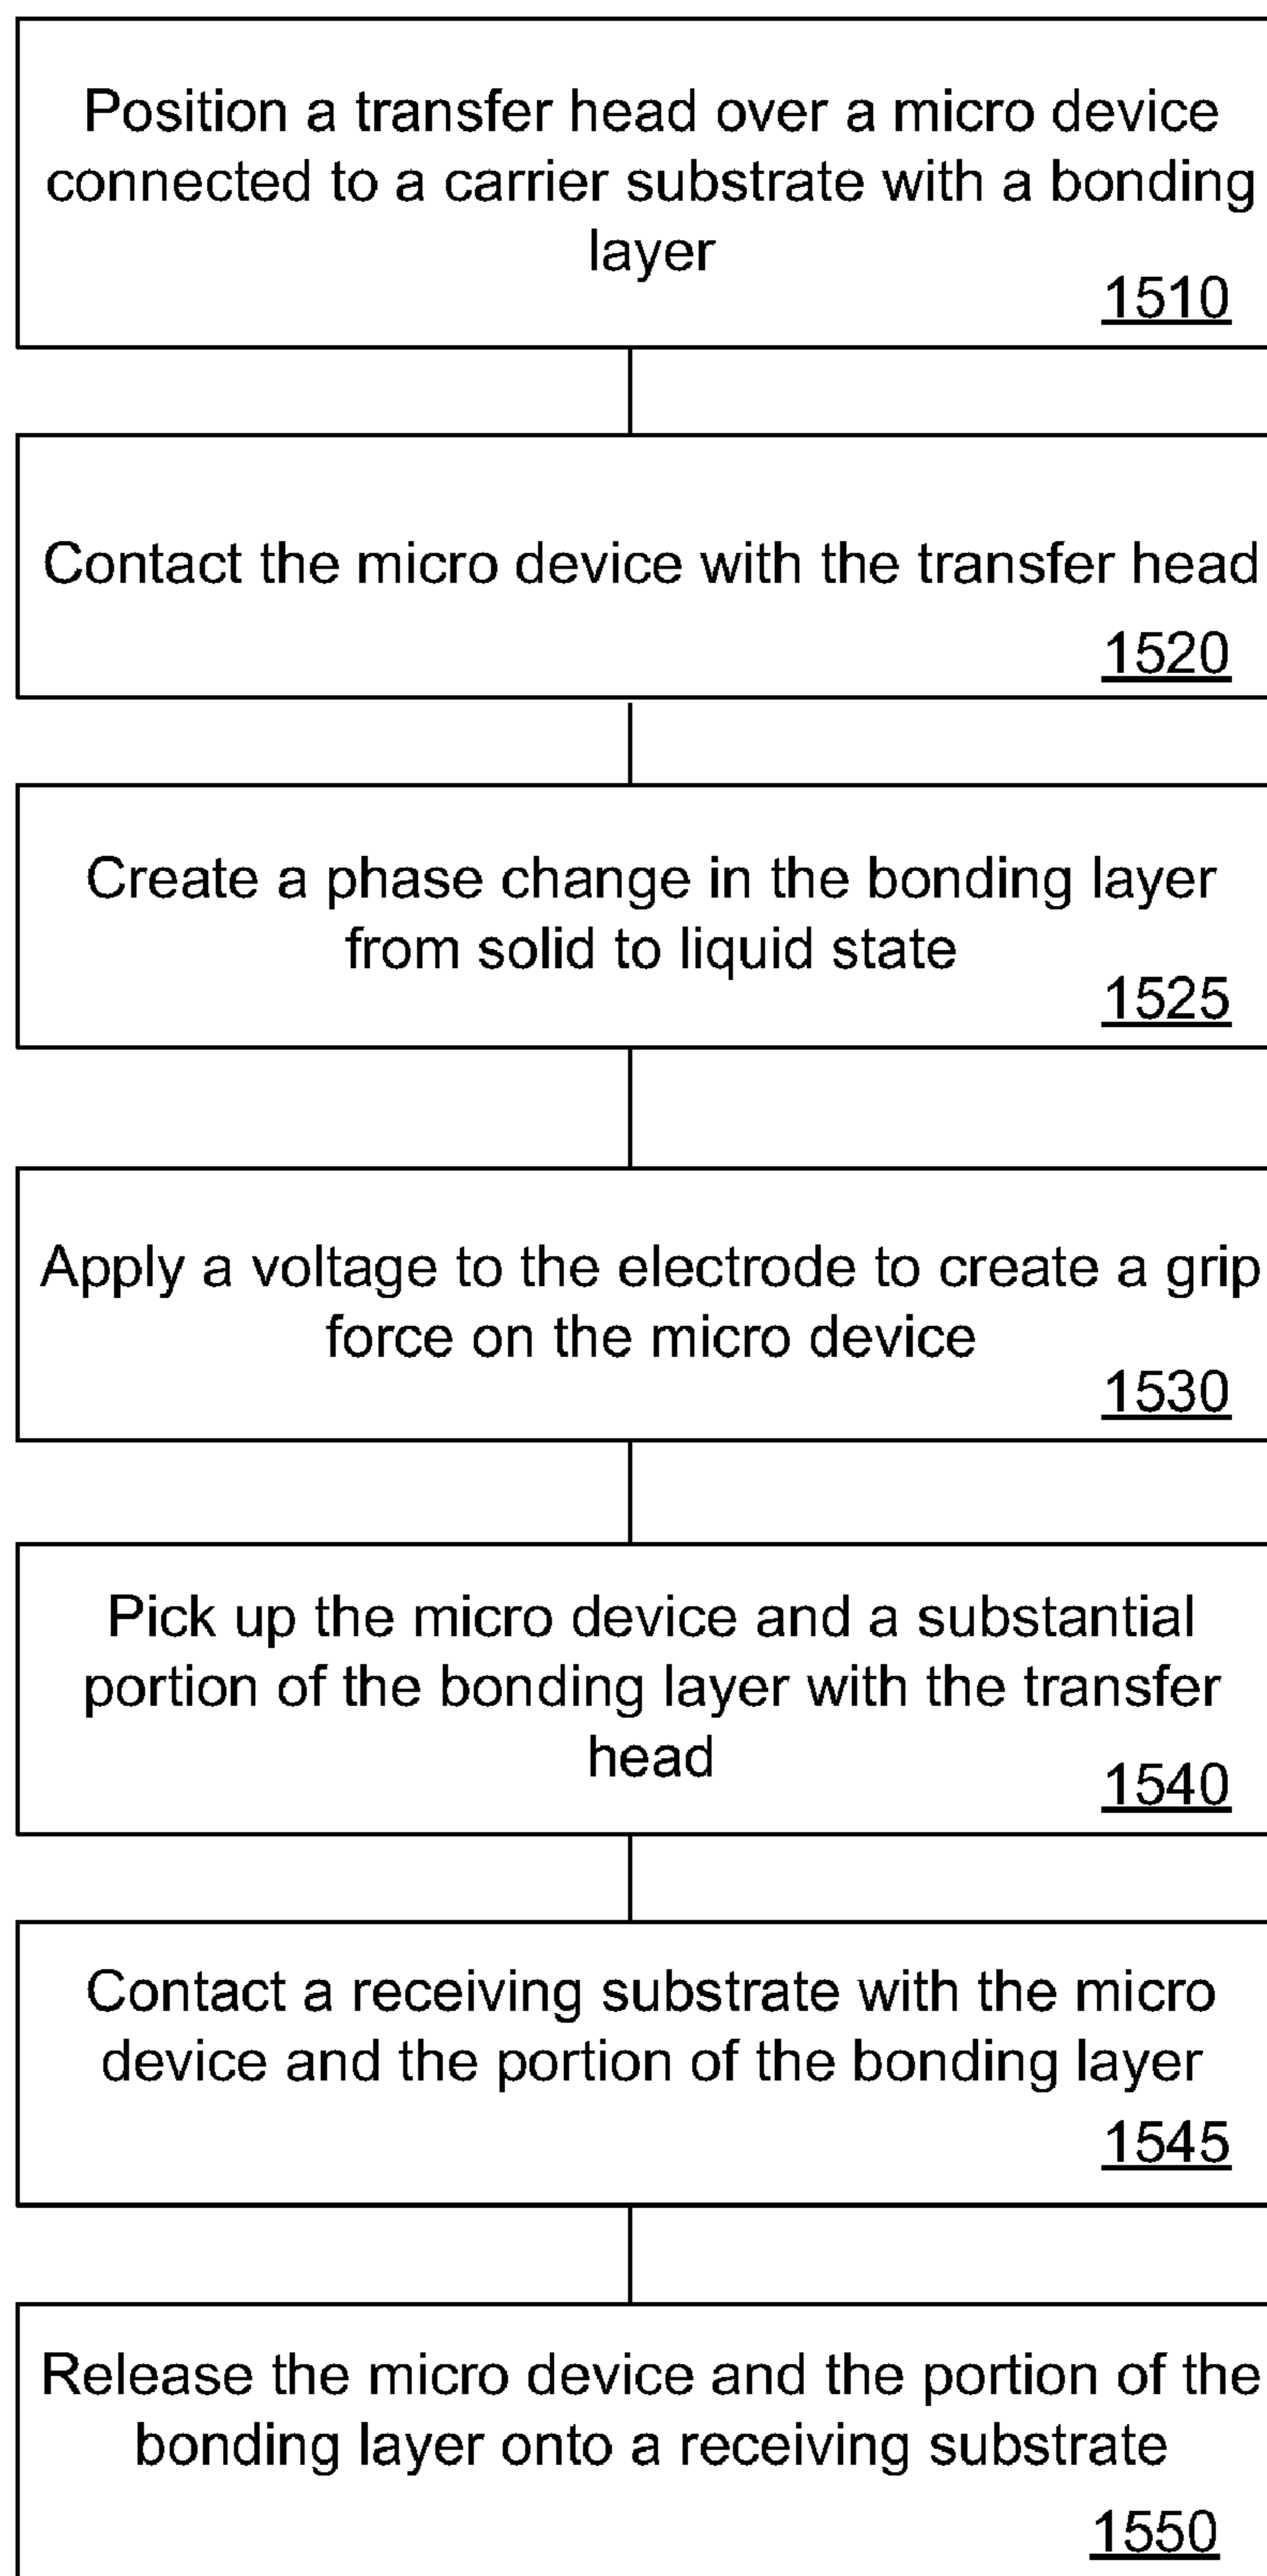 Position a transfer head over a micro device
connected to a carrier substrate with a bonding
layer
1510
Contact the micro device with the transfer head
1520
Create a phase change in the bonding layer
from solid to liquid state
1525
Apply a voltage to the electrode to create a grip
force on the micro device
1530
Pick up the micro device and a substantial
portion of the bonding layer with the transfer
head
1540
Contact a receiving substrate with the micro
device and the portion of the bonding layer
1545
Release the micro device and the portion of the
bonding layer onto a receiving substrate
1550